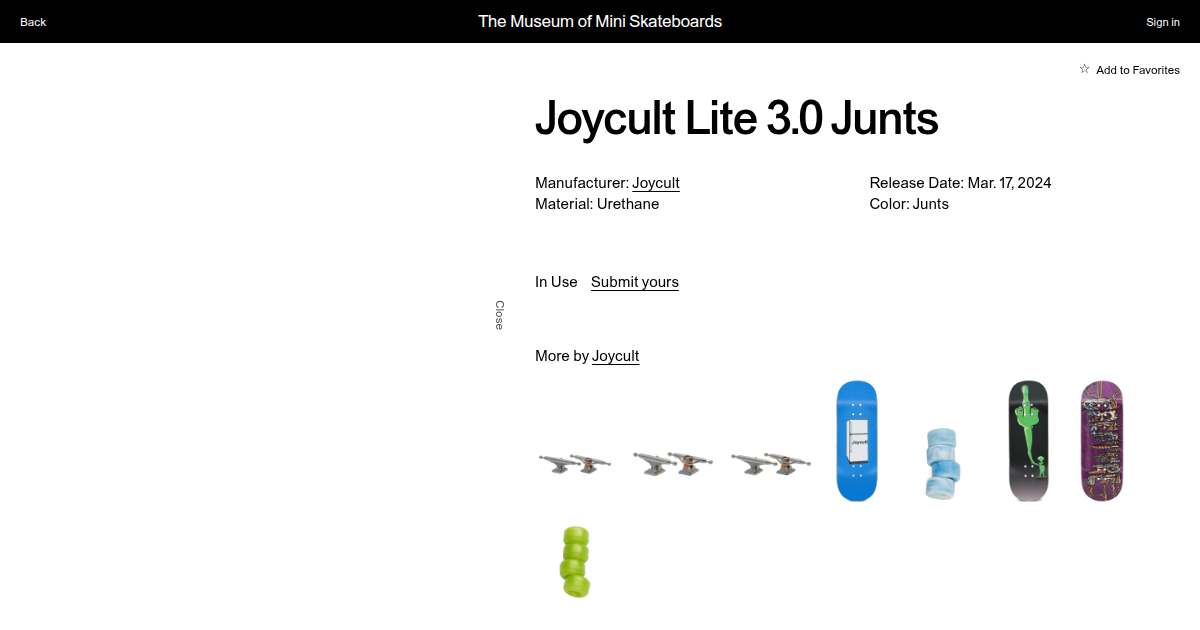 Back
The Museum of Mini Skateboards
Sign in
☆ Add to Favorites
Joycult Lite 3.0 Junts
Manufacturer: Joycult
Release Date: Mar. 17, 2024
Material: Urethane
Color: Junts
In Use Submit yours
Close
More by Joycult
Joycult